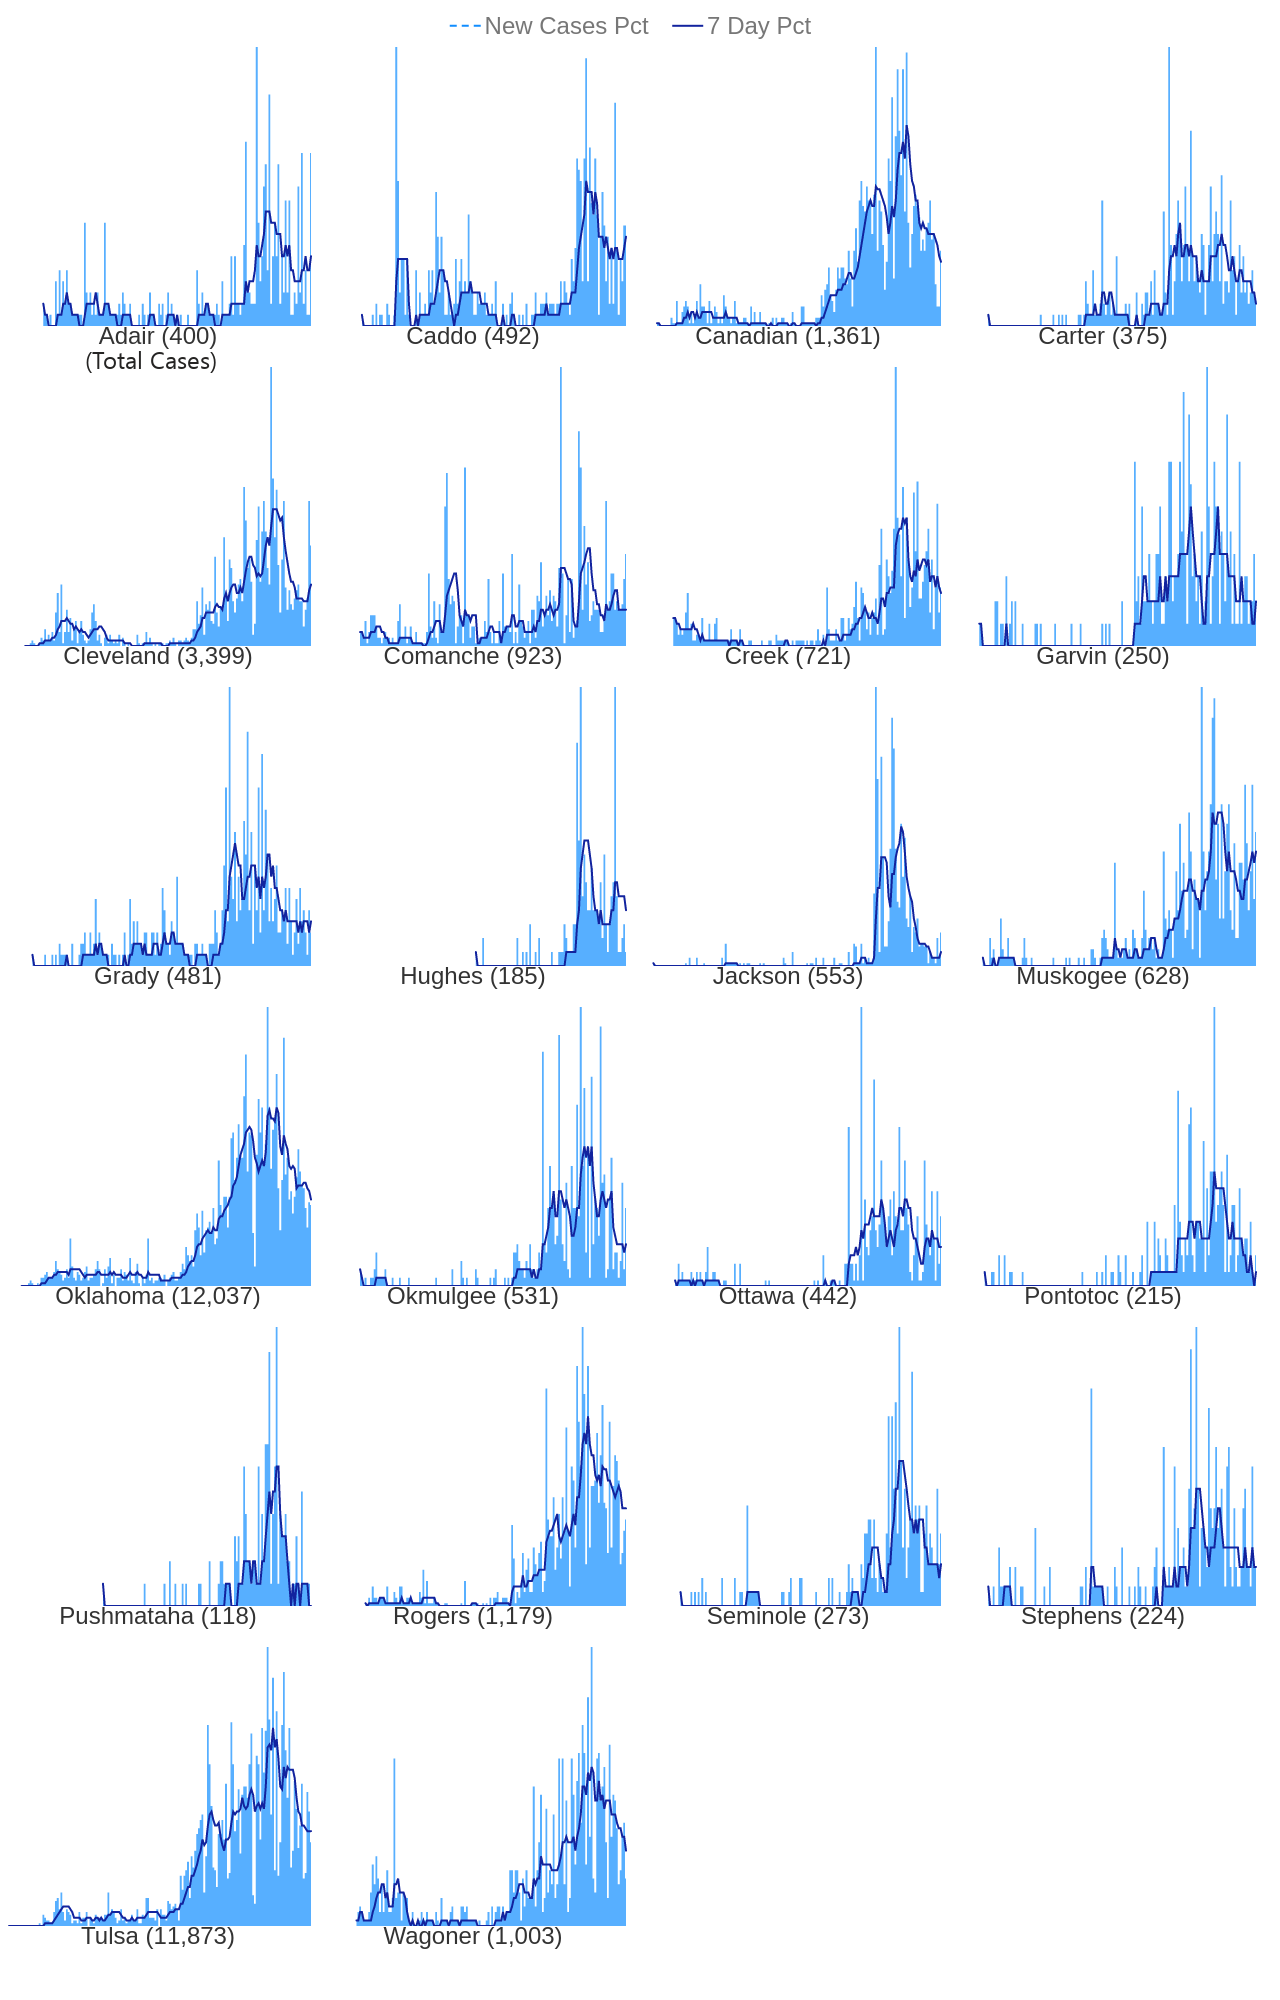 New Cases Pct 7 Day Pct
Adair (400) Caddo (492) Canadian (1,361) Carter (375)
(Total Cases)
Cleveland (3,399) Comanche (923) Creek (721) Garvin (250)
Grady (481) Hughes (185) Jackson (553) Muskogee (628)
Oklahoma (12,037) Okmulgee (531) Ottawa (442) Pontotoc (215)
Pushmataha (118) Rogers (1,179) Seminole (273) Stephens (224)
Tulsa (11,873) Wagoner (1,003)